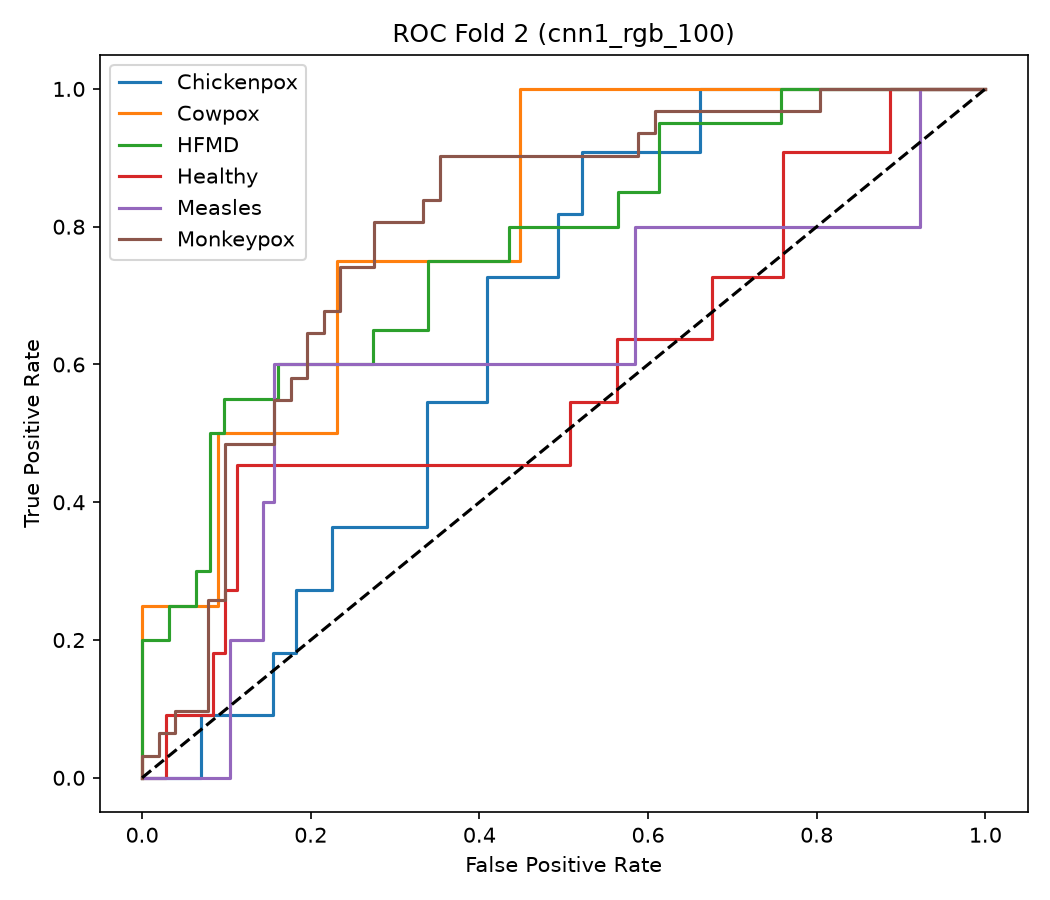 ROC Fold 2 (cnn1_rgb_100)
Chickenpox
Cowpox
HFMD
Healthy
Measles
Monkeypox
True Positive Rate
1.0
0.8
0.6
0.4
0.2
0.0
0.0 0.2 0.4 0.6 0.8 1.0
False Positive Rate